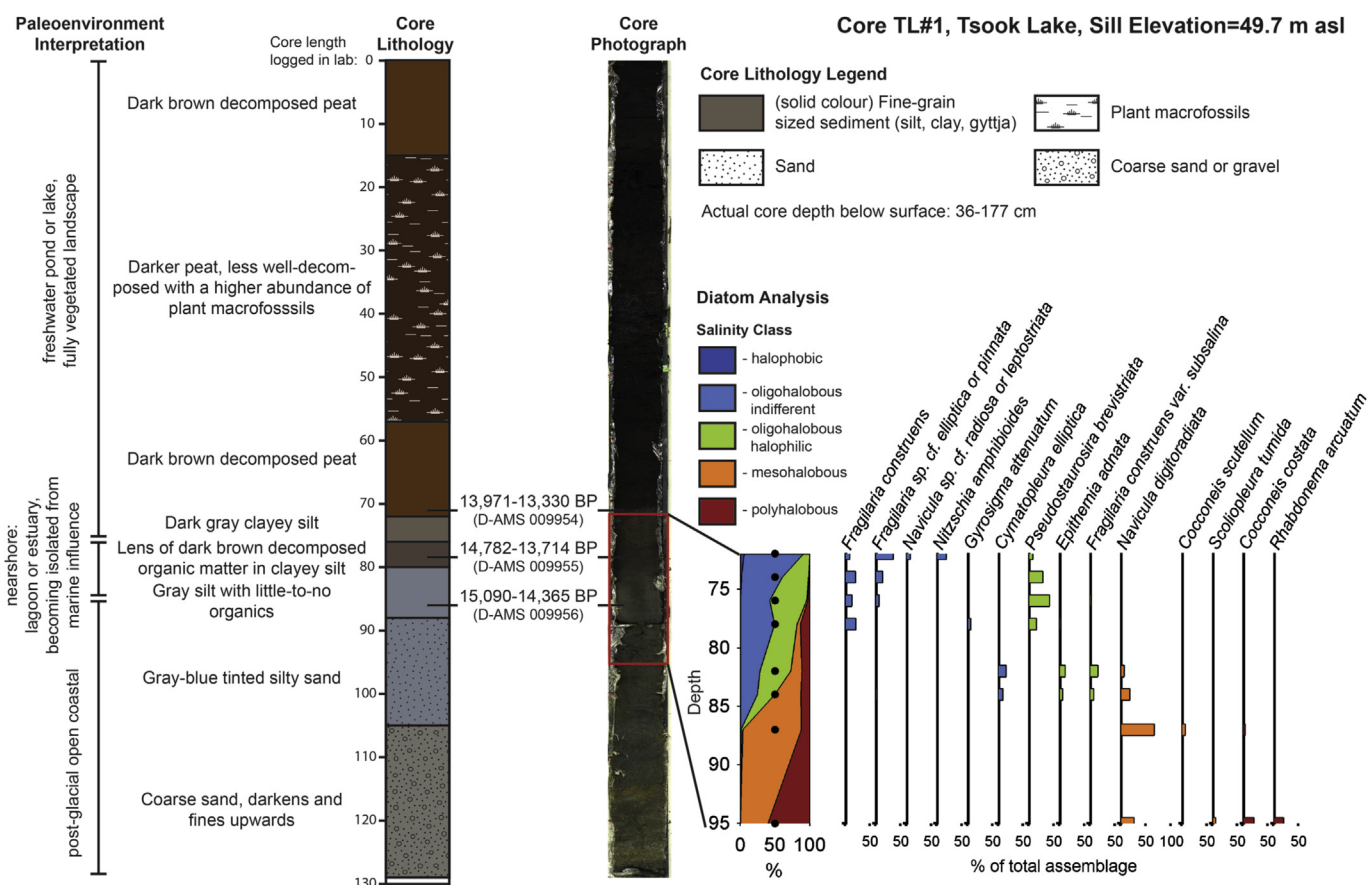 Core TL#1, Tsook Lake, Sill Elevation=49.7 m asl
Paleoenvironment
Interpretation
Core length
logged in lab:
Core
Lithology
Core
Photograph
freshwater pond or lake,
fully vegetated landscape
nearshore:
lagoon or estuary,
becoming isolated from
marine influence
post-glacial open coastal
Dark brown decomposed peat
Darker peat, less well-decom-
posed with a higher abundance of
plant macrofosssils
Dark brown decomposed peat
Dark gray clayey silt
Lens of dark brown decomposed
organic matter in clayey silt
Gray silt with little-to-no
organics
Gray-blue tinted silty sand
Coarse sand, darkens and
fines upwards
0
10
20
30
40
50
60
70
80
90
100
110
120
130
13,971-13,330 BP
(D-AMS 009954)
14,782-13,714 BP
(D-AMS 009955)
15,090-14,365 BP
(D-AMS 009956)
Core Lithology Legend
(solid colour) Fine-grain
sized sediment (silt, clay, gyttja)
Plant macrofossils
Sand
Coarse sand or gravel
Actual core depth below surface: 36-177 cm
Diatom Analysis
Salinity Class
- halophobic
- oligohalobous
indifferent
- oligohalobous
halophilic
- mesohalobous
- polyhalobous
Fragilaria construens
Fragilaria sp. cf. elliptica or pinnata
Navicula sp. cf. radiosa or leptostriata
Nitzschia amphibioides
Gyrosigma attenuatum
Cymatopleura elliptica
Pseudostaurosira brevistriata
Epithemia adnata
Fragilaria construens var. subsalina
Navicula digitoradiata
Cocconeis scutellum
Scoliopleura tumida
Cocconeis costata
Rhabdonema arcuatum
Depth
75
80
85
90
95
0 50 100
%
50 50 50 50 50 50 50 50 50 50 100 50 50 50 50
% of total assemblage